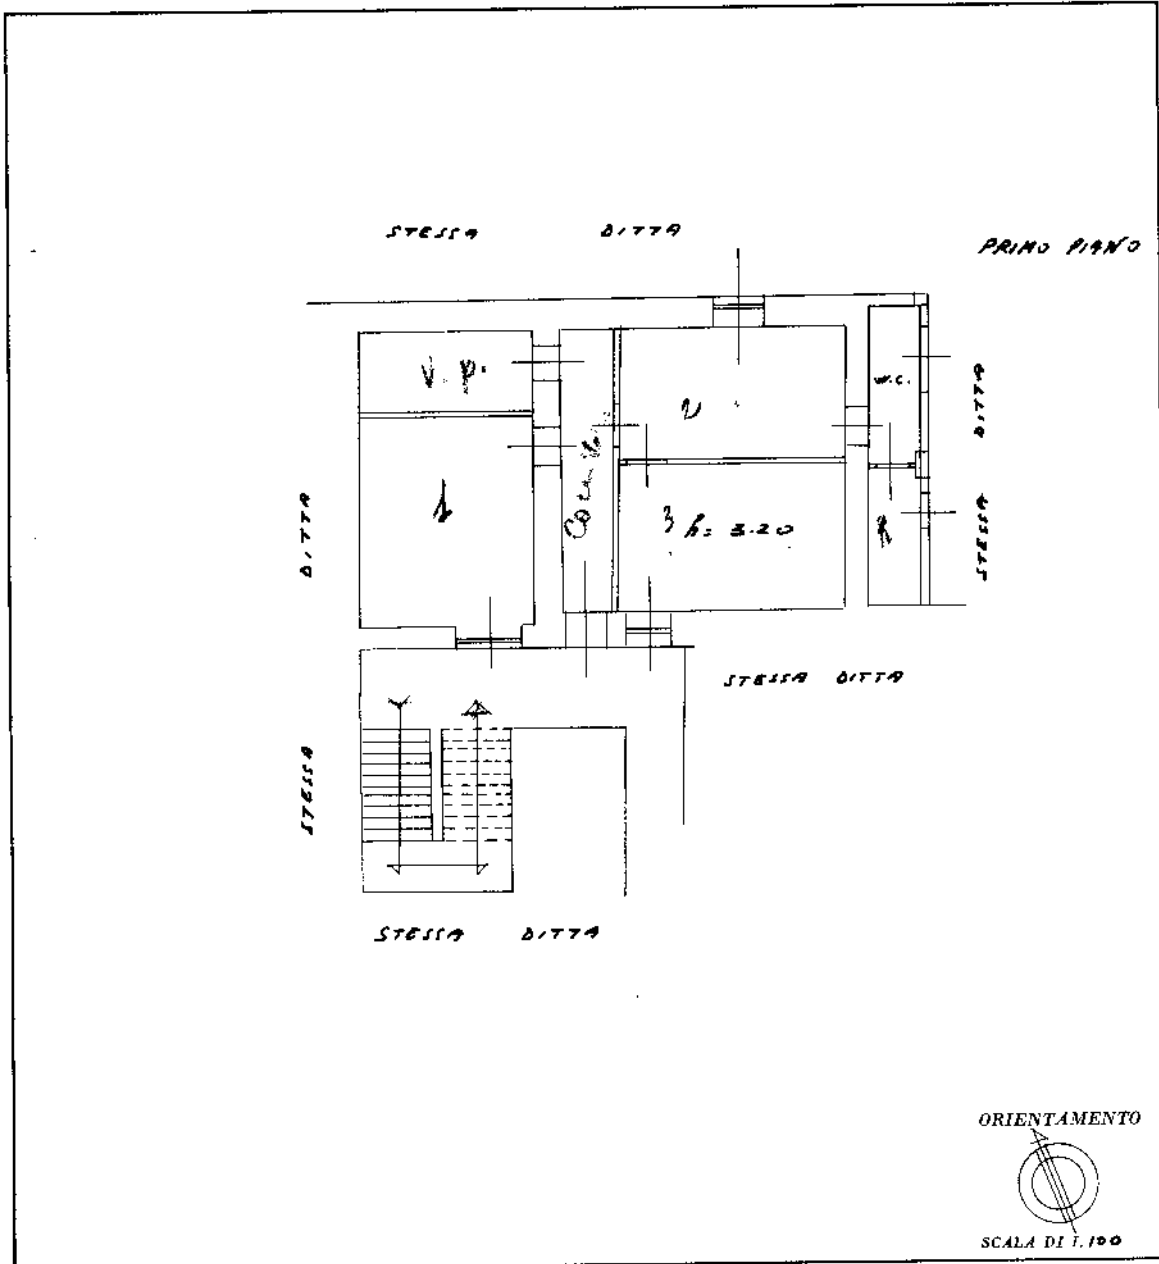 STESSA DITTA
PRIMO PIANO
V. P.
W.C.
2
DITTA
1
3 h= 3.20
R
STESSA
DITTA
STESSA DITTA
STESSA
STESSA DITTA
ORIENTAMENTO
SCALA DI 1.100